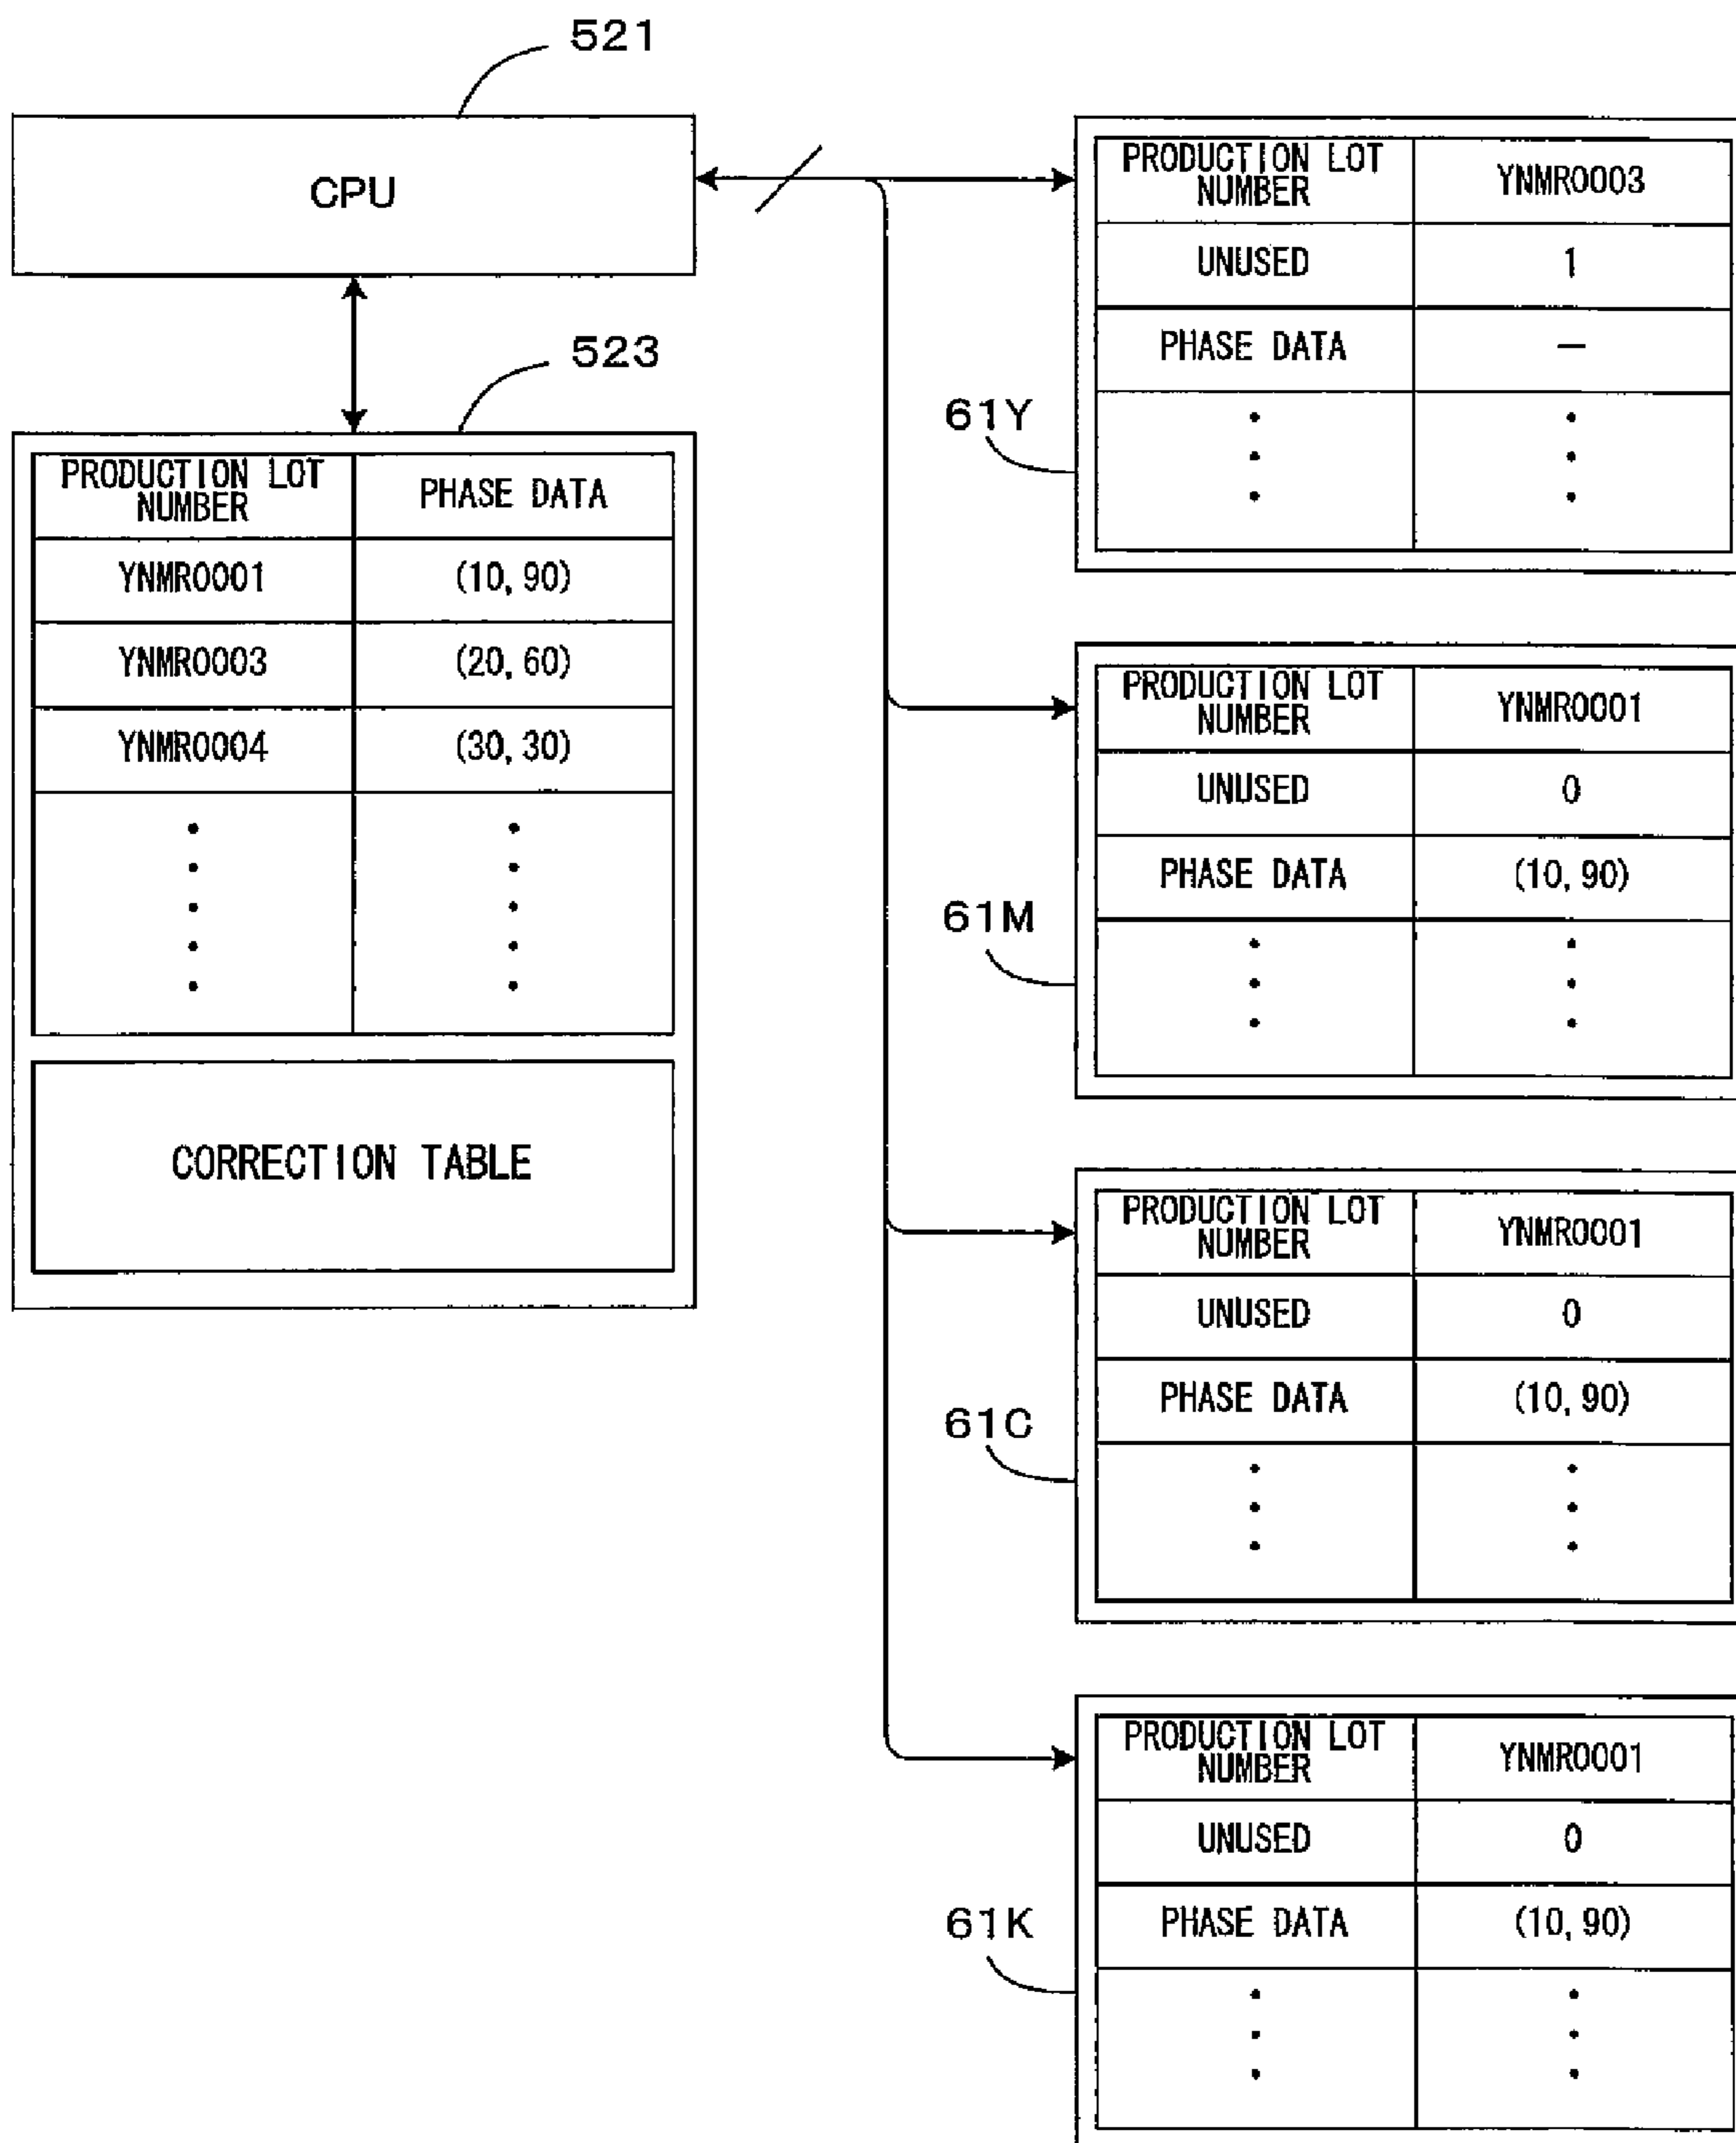 521
CPU
523
PRODUCTION LOT
NUMBER
PHASE DATA
YNMR0001
(10, 90)
YNMR0003
(20, 60)
YNMR0004
(30, 30)
CORRECTION TABLE
61Y
PRODUCTION LOT
NUMBER
YNMR0003
UNUSED
1
PHASE DATA
—
61M
PRODUCTION LOT
NUMBER
YNMR0001
UNUSED
0
PHASE DATA
(10, 90)
61C
PRODUCTION LOT
NUMBER
YNMR0001
UNUSED
0
PHASE DATA
(10, 90)
61K
PRODUCTION LOT
NUMBER
YNMR0001
UNUSED
0
PHASE DATA
(10, 90)